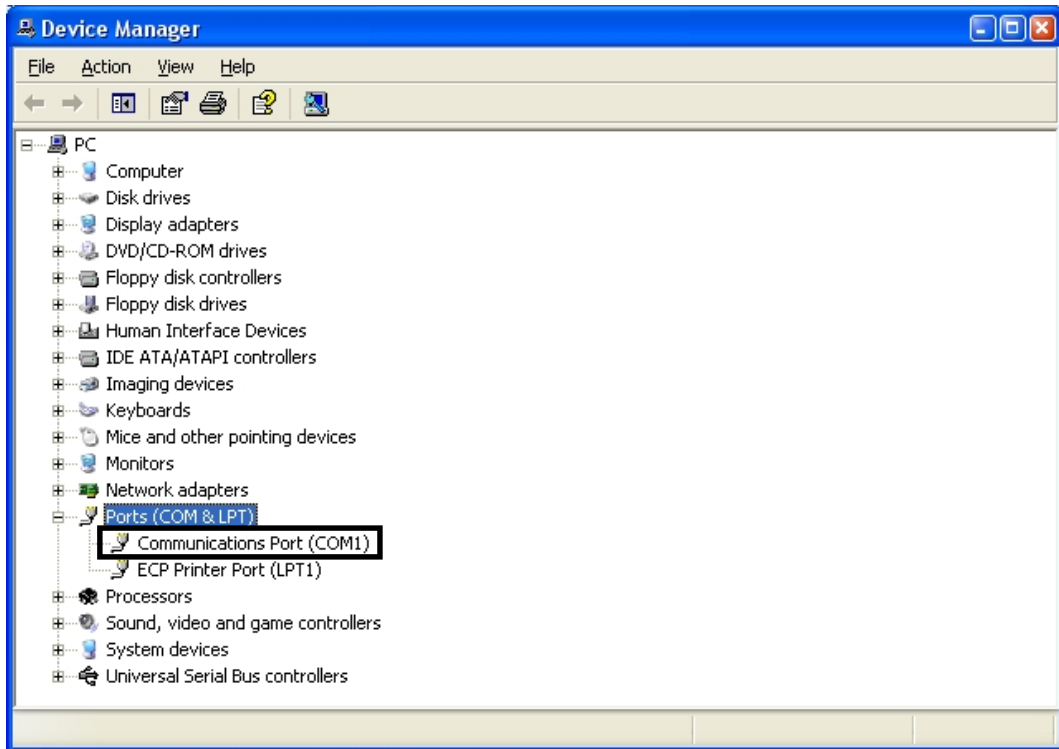 Device Manager
File Action View Help
PC
Computer
Disk drives
Display adapters
DVD/CD-ROM drives
Floppy disk controllers
Floppy disk drives
Human Interface Devices
IDE ATA/ATAPI controllers
Imaging devices
Keyboards
Mice and other pointing devices
Monitors
Network adapters
Ports (COM & LPT)
Communications Port (COM1)
ECP Printer Port (LPT1)
Processors
Sound, video and game controllers
System devices
Universal Serial Bus controllers